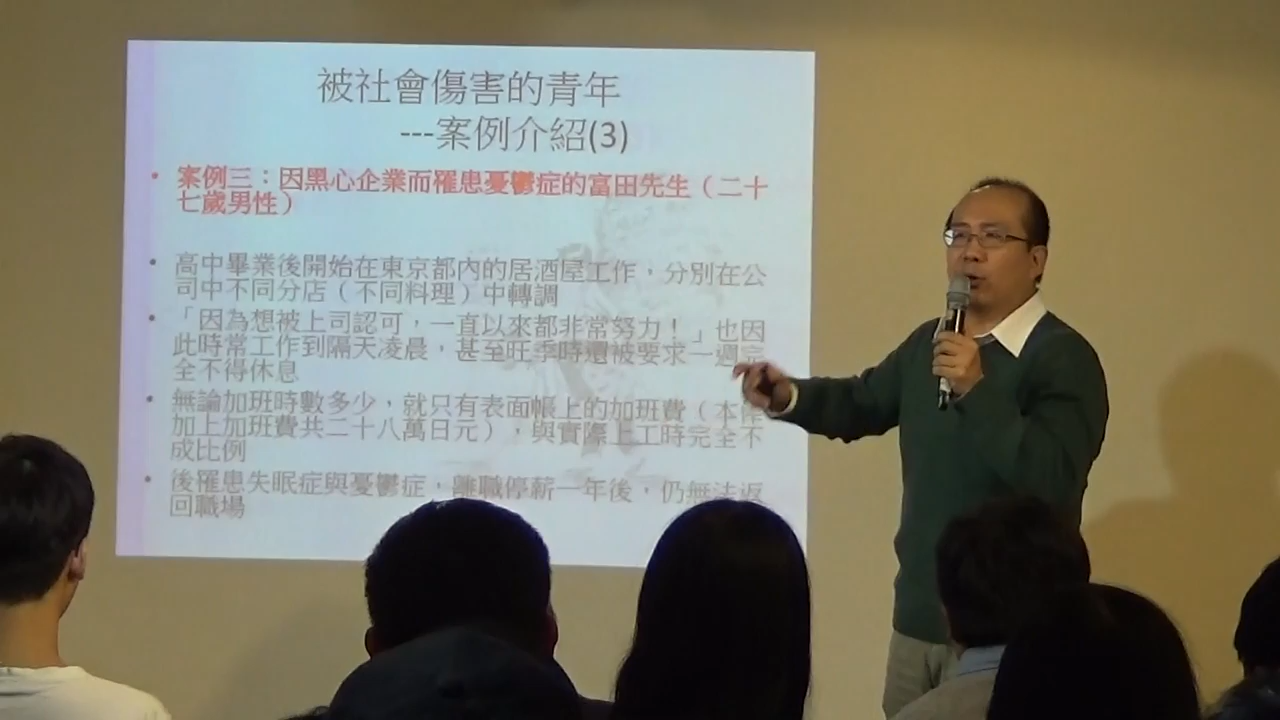 被社會傷害的青年
---案例介紹(3)
• 案例三：因黑心企業而罹患憂鬱症的富田先生（二十
七歲男性）
• 高中畢業後開始在東京都內的居酒屋工作，分別在公
司中不同分店（不同料理）中轉調
• 「因為想被上司認可，一直以來都非常努力！」也因
此時常工作到隔天凌晨，甚至旺季時還被要求一週完
全不得休息
• 無論加班時數多少，就只有表面帳上的加班費（本俸
加上加班費共二十八萬日元），與實際上工時完全不
成比例
• 後罹患失眠症與憂鬱症，離職停薪一年後，仍無法返
回職場